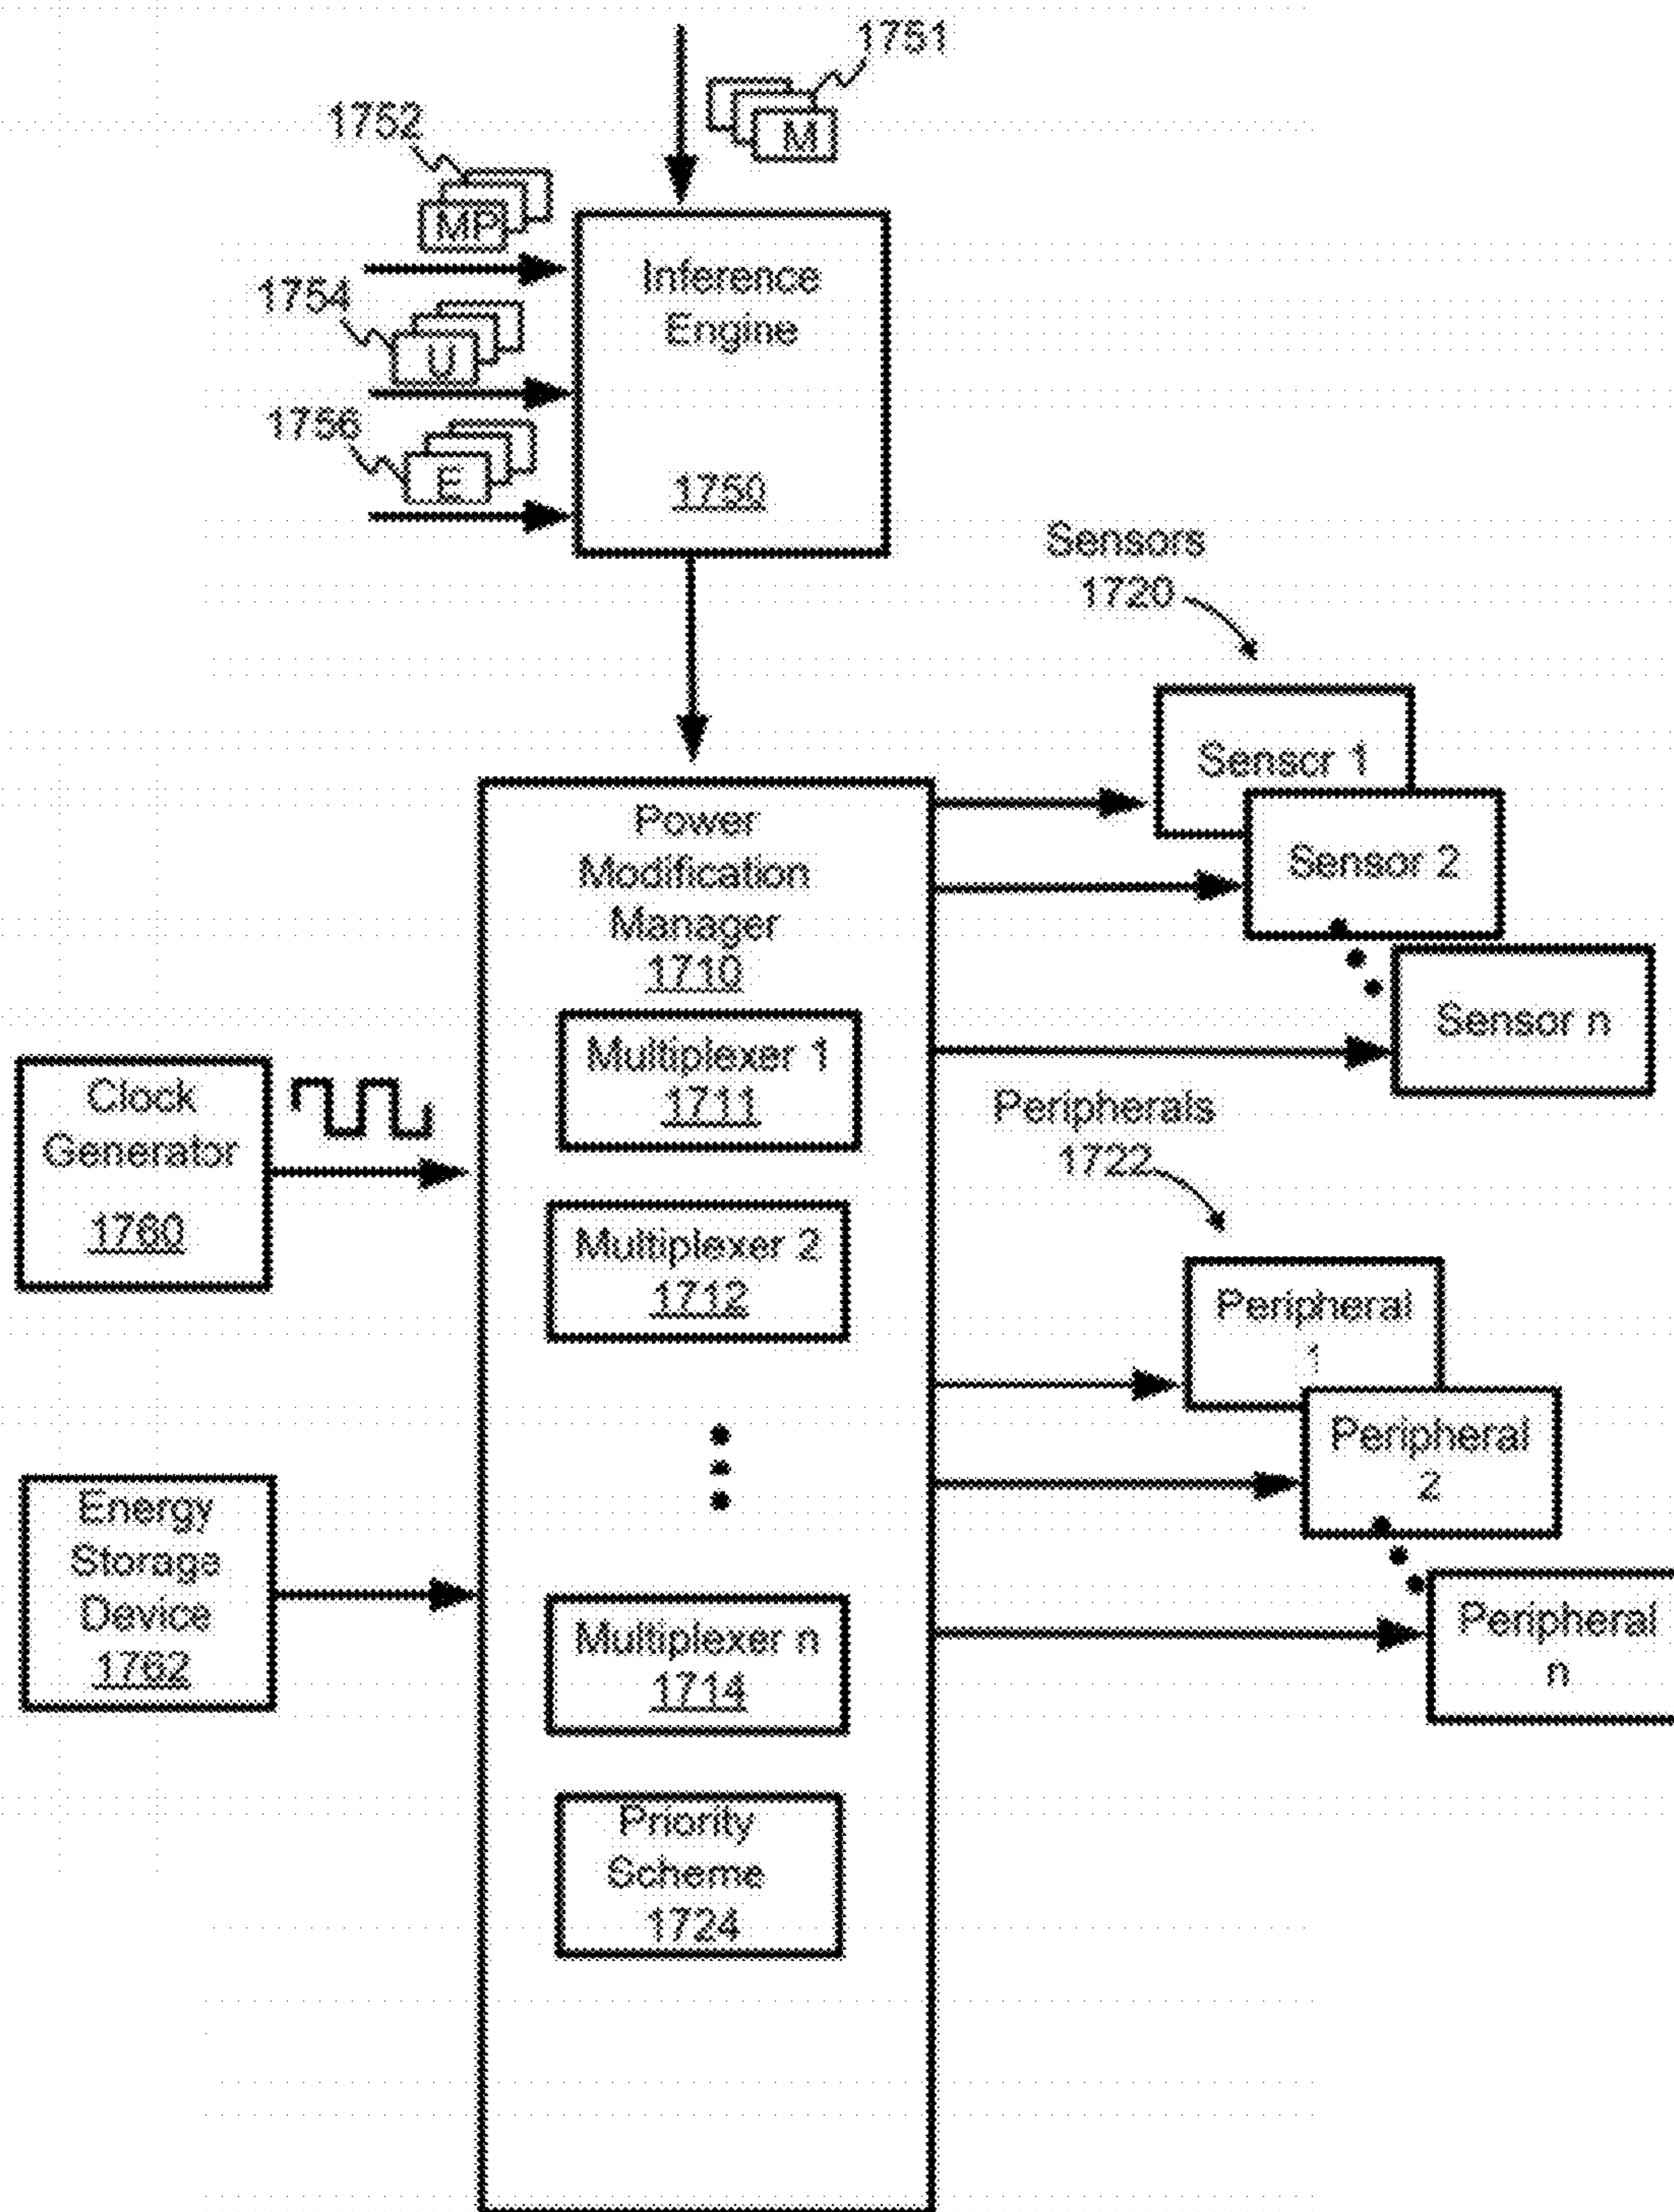 1751
M
1752
MP
1754
U
1756
E
Inference
Engine
1750
Sensors
1720
Sensor 1
Sensor 2
Sensor n
Power
Modification
Manager
1710
Multiplexer 1
1711
Multiplexer 2
1712
Multiplexer n
1714
Priority
Scheme
1724
Clock
Generator
1760
Energy
Storage
Device
1762
Peripherals
1722
Peripheral
1
Peripheral
2
Peripheral
n